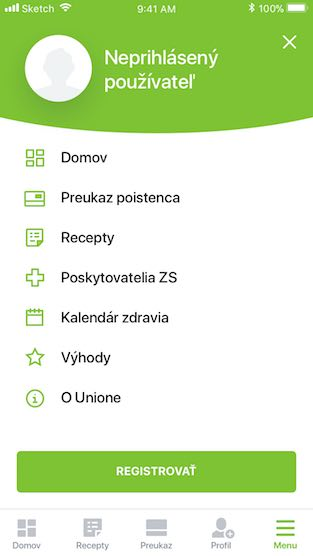 Sketch 9:41 AM 100%
Neprihlásený
používateľ
Domov
Preukaz poistenca
Recepty
Poskytovatelia ZS
Kalendár zdravia
Výhody
O Unione
REGISTROVAŤ
Domov Recepty Preukaz Profil Menu